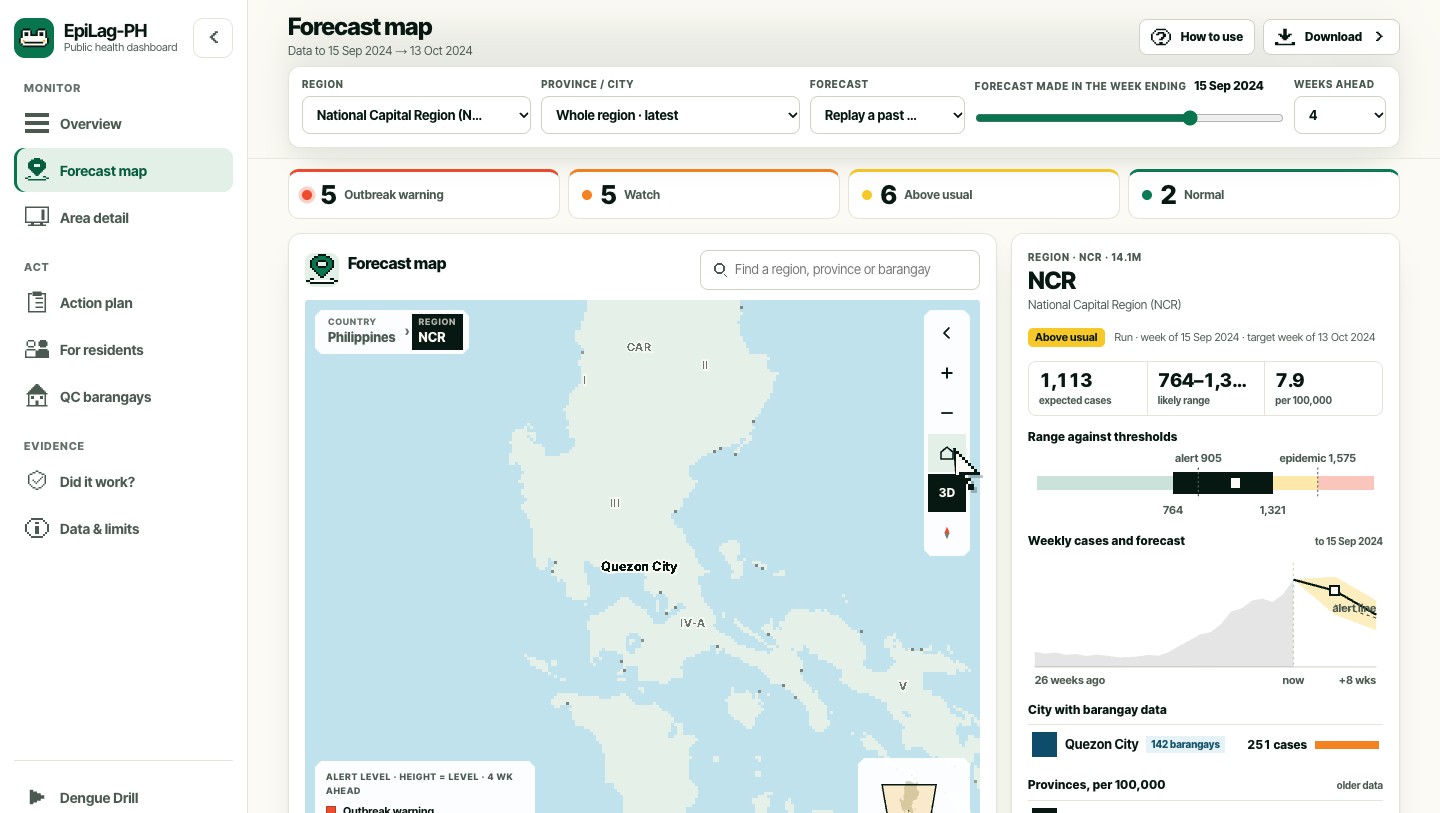 EpiLag-PH
Public health dashboard
MONITOR
Overview
Forecast map
Area detail
ACT
Action plan
For residents
QC barangays
EVIDENCE
Did it work?
Data & limits
Dengue Drill
Forecast map
Data to 15 Sep 2024 → 13 Oct 2024
How to use
Download
REGION
National Capital Region (N...
PROVINCE / CITY
Whole region · latest
FORECAST
Replay a past ...
FORECAST MADE IN THE WEEK ENDING 15 Sep 2024
WEEKS AHEAD
4
5 Outbreak warning
5 Watch
6 Above usual
2 Normal
Forecast map
Find a region, province or barangay
COUNTRY
Philippines
›
REGION
NCR
CAR
II
I
III
Quezon City
IV-A
V
3D
ALERT LEVEL · HEIGHT = LEVEL · 4 WK
AHEAD
Outbreak warning
REGION · NCR · 14.1M
NCR
National Capital Region (NCR)
Above usual
Run · week of 15 Sep 2024 · target week of 13 Oct 2024
1,113
expected cases
764–1,3...
likely range
7.9
per 100,000
Range against thresholds
alert 905
epidemic 1,575
764
1,321
Weekly cases and forecast
to 15 Sep 2024
alert line
26 weeks ago
now
+8 wks
City with barangay data
Quezon City 142 barangays 251 cases
Provinces, per 100,000
older data